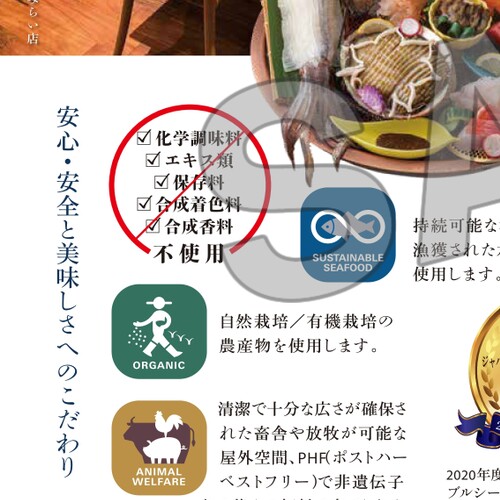 らい店
安心・安全と美味しさへのこだわり
☑化学調味料
☑エキス類
☑保存料
☑合成着色料
☑合成香料
不使用
SUSTAINABLE
SEAFOOD
持続可能な
漁獲された
使用します。
ORGANIC
自然栽培／有機栽培の
農産物を使用します。
ジャパ
ANIMAL
WELFARE
清潔で十分な広さが確保さ
れた畜舎や放牧が可能な
屋外空間、PHF(ポストハー
ベストフリー)で非遺伝子
2020年度
ブルシー